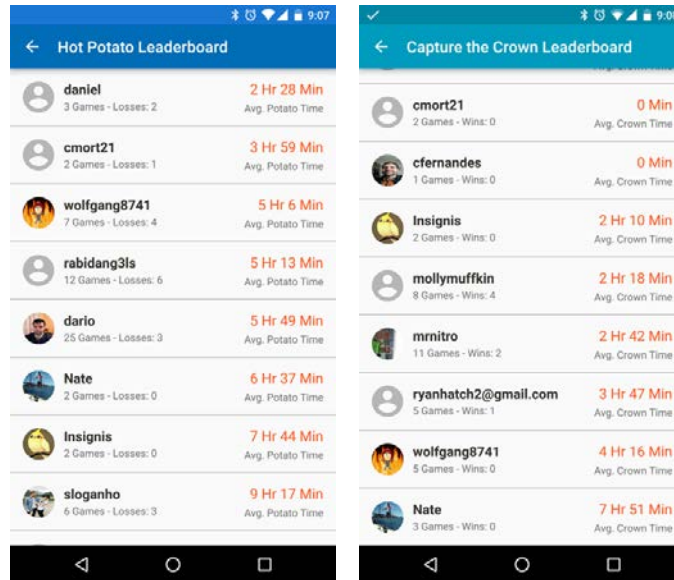 9:07
Hot Potato Leaderboard
daniel
2 Hr 28 Min
3 Games - Losses: 2
Avg. Potato Time
cmort21
3 Hr 59 Min
2 Games - Losses: 1
Avg. Potato Time
wolfgang8741
5 Hr 6 Min
7 Games - Losses: 4
Avg. Potato Time
rabidang3ls
5 Hr 13 Min
12 Games - Losses: 6
Avg. Potato Time
dario
5 Hr 49 Min
25 Games - Losses: 3
Avg. Potato Time
Nate
6 Hr 37 Min
2 Games - Losses: 0
Avg. Potato Time
Insignis
7 Hr 44 Min
2 Games - Losses: 0
Avg. Potato Time
sloganho
9 Hr 17 Min
6 Games - Losses: 3
Avg. Potato Time
9:08
Capture the Crown Leaderboard
cmort21
0 Min
2 Games - Wins: 0
Avg. Crown Time
cfernandes
0 Min
1 Games - Wins: 0
Avg. Crown Time
Insignis
2 Hr 10 Min
2 Games - Wins: 0
Avg. Crown Time
mollymuffkin
2 Hr 18 Min
8 Games - Wins: 4
Avg. Crown Time
mrnitro
2 Hr 42 Min
11 Games - Wins: 2
Avg. Crown Time
ryanhatch2@gmail.com
3 Hr 47 Min
5 Games - Wins: 1
Avg. Crown Time
wolfgang8741
4 Hr 16 Min
5 Games - Wins: 0
Avg. Crown Time
Nate
7 Hr 51 Min
3 Games - Wins: 0
Avg. Crown Time